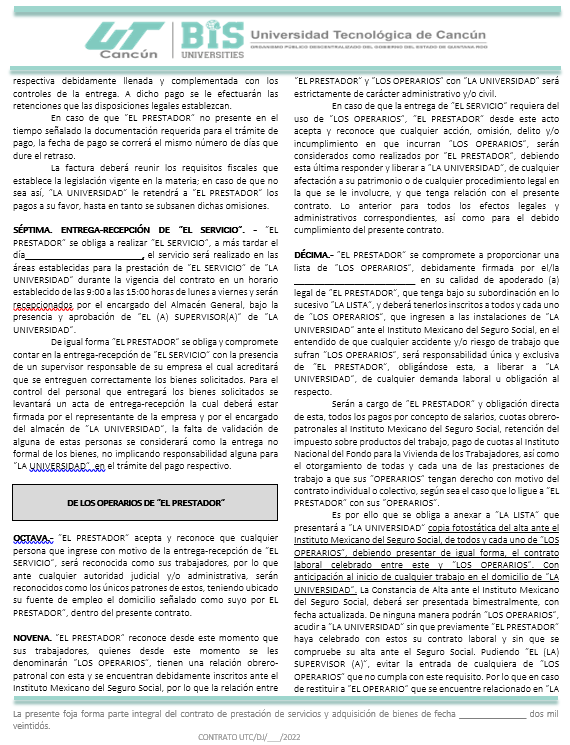 UT
Cancún
BIS
UNIVERSITIES
Universidad Tecnológica de Cancún
ORGANISMO PÚBLICO DESCENTRALIZADO DEL GOBIERNO DEL ESTADO DE QUINTANA ROO
respectiva debidamente llenada y complementada con los
controles de la entrega. A dicho pago se le efectuarán las
retenciones que las disposiciones legales establezcan.
En caso de que “EL PRESTADOR” no presente en el
tiempo señalado la documentación requerida para el trámite de
pago, la fecha de pago se correrá el mismo número de días que
dure el retraso.
La factura deberá reunir los requisitos fiscales que
establece la legislación vigente en la materia; en caso de que no
sea así, “LA UNIVERSIDAD” le retendrá a “EL PRESTADOR” los
pagos a su favor, hasta en tanto se subsanen dichas omisiones.
SÉPTIMA. ENTREGA-RECEPCIÓN DE “EL SERVICIO”. - “EL
PRESTADOR” se obliga a realizar “EL SERVICIO”, a más tardar el
día____________________, el servicio será realizado en las
áreas establecidas para la prestación de “EL SERVICIO” de “LA
UNIVERSIDAD” durante la vigencia del contrato en un horario
establecido de las 9:00 a las 15:00 horas de lunes a viernes y serán
recepcionados por el encargado del Almacén General, bajo la
presencia y aprobación de “EL (A) SUPERVISOR(A)” de “LA
UNIVERSIDAD”.
De igual forma “EL PRESTADOR” se obliga y compromete
contar en la entrega-recepción de “EL SERVICIO” con la presencia
de un supervisor responsable de su empresa el cual acreditará
que se entreguen correctamente los bienes solicitados. Para el
control del personal que entregará los bienes solicitados se
levantará un acta de entrega-recepción la cual deberá estar
firmada por el representante de la empresa y por el encargado
del almacén de “LA UNIVERSIDAD”, la falta de validación de
alguna de estas personas se considerará como la entrega no
formal de los bienes, no implicando responsabilidad alguna para
“LA UNIVERSIDAD”, en el trámite del pago respectivo.
DE LOS OPERARIOS DE “EL PRESTADOR”
OCTAVA.- “EL PRESTADOR” acepta y reconoce que cualquier
persona que ingrese con motivo de la entrega-recepción de “EL
SERVICIO”, será reconocida como sus trabajadores, por lo que
ante cualquier autoridad judicial y/o administrativa, serán
reconocidos como los únicos patrones de estos, teniendo ubicado
su fuente de empleo el domicilio señalado como suyo por EL
PRESTADOR”, dentro del presente contrato.
NOVENA. “EL PRESTADOR” reconoce desde este momento que
sus trabajadores, quienes desde este momento se les
denominarán “LOS OPERARIOS”, tienen una relación obrero-
patronal con esta y se encuentran debidamente inscritos ante el
Instituto Mexicano del Seguro Social, por lo que la relación entre
“EL PRESTADOR” y “LOS OPERARIOS” con “LA UNIVERSIDAD” será
estrictamente de carácter administrativo y/o civil.
En caso de que la entrega de “EL SERVICIO” requiera del
uso de “LOS OPERARIOS”, “EL PRESTADOR” desde este acto
acepta y reconoce que cualquier acción, omisión, delito y/o
incumplimiento en que incurran “LOS OPERARIOS”, serán
considerados como realizados por “EL PRESTADOR”, debiendo
esta última responder y liberar a “LA UNIVERSIDAD”, de cualquier
afectación a su patrimonio o de cualquier procedimiento legal en
la que se le involucre, y que tenga relación con el presente
contrato. Lo anterior para todos los efectos legales y
administrativos correspondientes, así como para el debido
cumplimiento del presente contrato.
DÉCIMA.- “EL PRESTADOR” se compromete a proporcionar una
lista de “LOS OPERARIOS”, debidamente firmada por el/la
____________________ en su calidad de apoderado (a)
legal de “EL PRESTADOR”, que tenga bajo su subordinación en lo
sucesivo “LA LISTA”, y deberá tenerlos inscritos a todos y cada uno
de “LOS OPERARIOS”, que ingresen a las instalaciones de “LA
UNIVERSIDAD” ante el Instituto Mexicano del Seguro Social, en el
entendido de que cualquier accidente y/o riesgo de trabajo que
sufran “LOS OPERARIOS”, será responsabilidad única y exclusiva
de “EL PRESTADOR”, obligándose esta, a liberar a “LA
UNIVERSIDAD”, de cualquier demanda laboral u obligación al
respecto.
Serán a cargo de “EL PRESTADOR” y obligación directa
de esta, todos los pagos por concepto de salarios, cuotas obrero-
patronales al Instituto Mexicano del Seguro Social, retención del
impuesto sobre productos del trabajo, pago de cuotas al Instituto
Nacional del Fondo para la Vivienda de los Trabajadores, así como
el otorgamiento de todas y cada una de las prestaciones de
trabajo a que sus “OPERARIOS” tengan derecho con motivo del
contrato individual o colectivo, según sea el caso que lo ligue a “EL
PRESTADOR” con sus “OPERARIOS”.
Es por ello que se obliga a anexar a “LA LISTA” que
presentará a “LA UNIVERSIDAD” copia fotostática del alta ante el
Instituto Mexicano del Seguro Social, de todos y cada uno de “LOS
OPERARIOS”, debiendo presentar de igual forma, el contrato
laboral celebrado entre este y “LOS OPERARIOS”. Con
anticipación al inicio de cualquier trabajo en el domicilio de “LA
UNIVERSIDAD”. La Constancia de Alta ante el Instituto Mexicano
del Seguro Social, deberá ser presentada bimestralmente, con
fecha actualizada. De ninguna manera podrán “LOS OPERARIOS”,
acudir a “LA UNIVERSIDAD” sin que previamente “EL PRESTADOR”
haya celebrado con estos su contrato laboral y sin que se
compruebe su alta ante el Seguro Social. Pudiendo “EL (LA)
SUPERVISOR (A)”, evitar la entrada de cualquiera de “LOS
OPERARIOS” que no cumpla con este requisito. Por lo que en caso
de restituir a “EL OPERARIO” que se encuentre relacionado en “LA
La presente foja forma parte integral del contrato de prestación de servicios y adquisición de bienes de fecha ______________ dos mil
veintidós.
CONTRATO UTC/DJ/___/2022